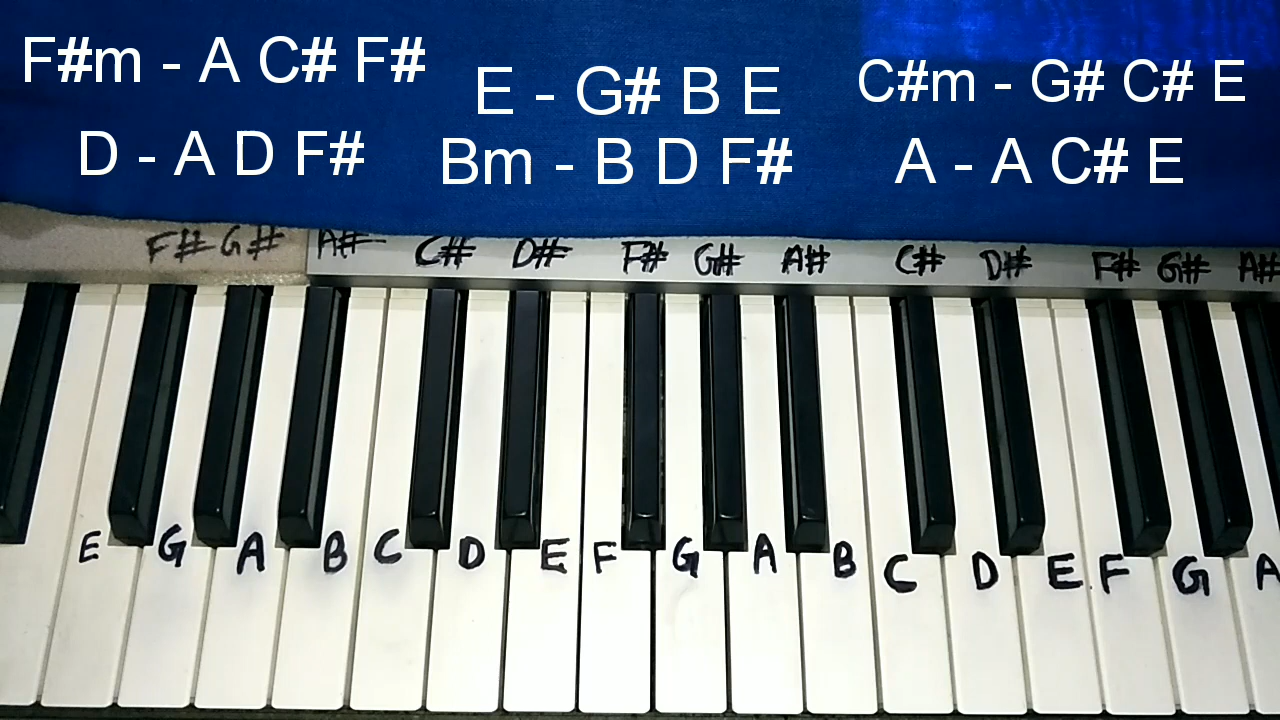 F#m - A C# F#
E - G# B E
C#m - G# C# E
D - A D F#
Bm - B D F#
A - A C# E
F# G# A# C# D# F# G# A# C# D# F# G# A#
E G A B C D E F G A B C D E F G A